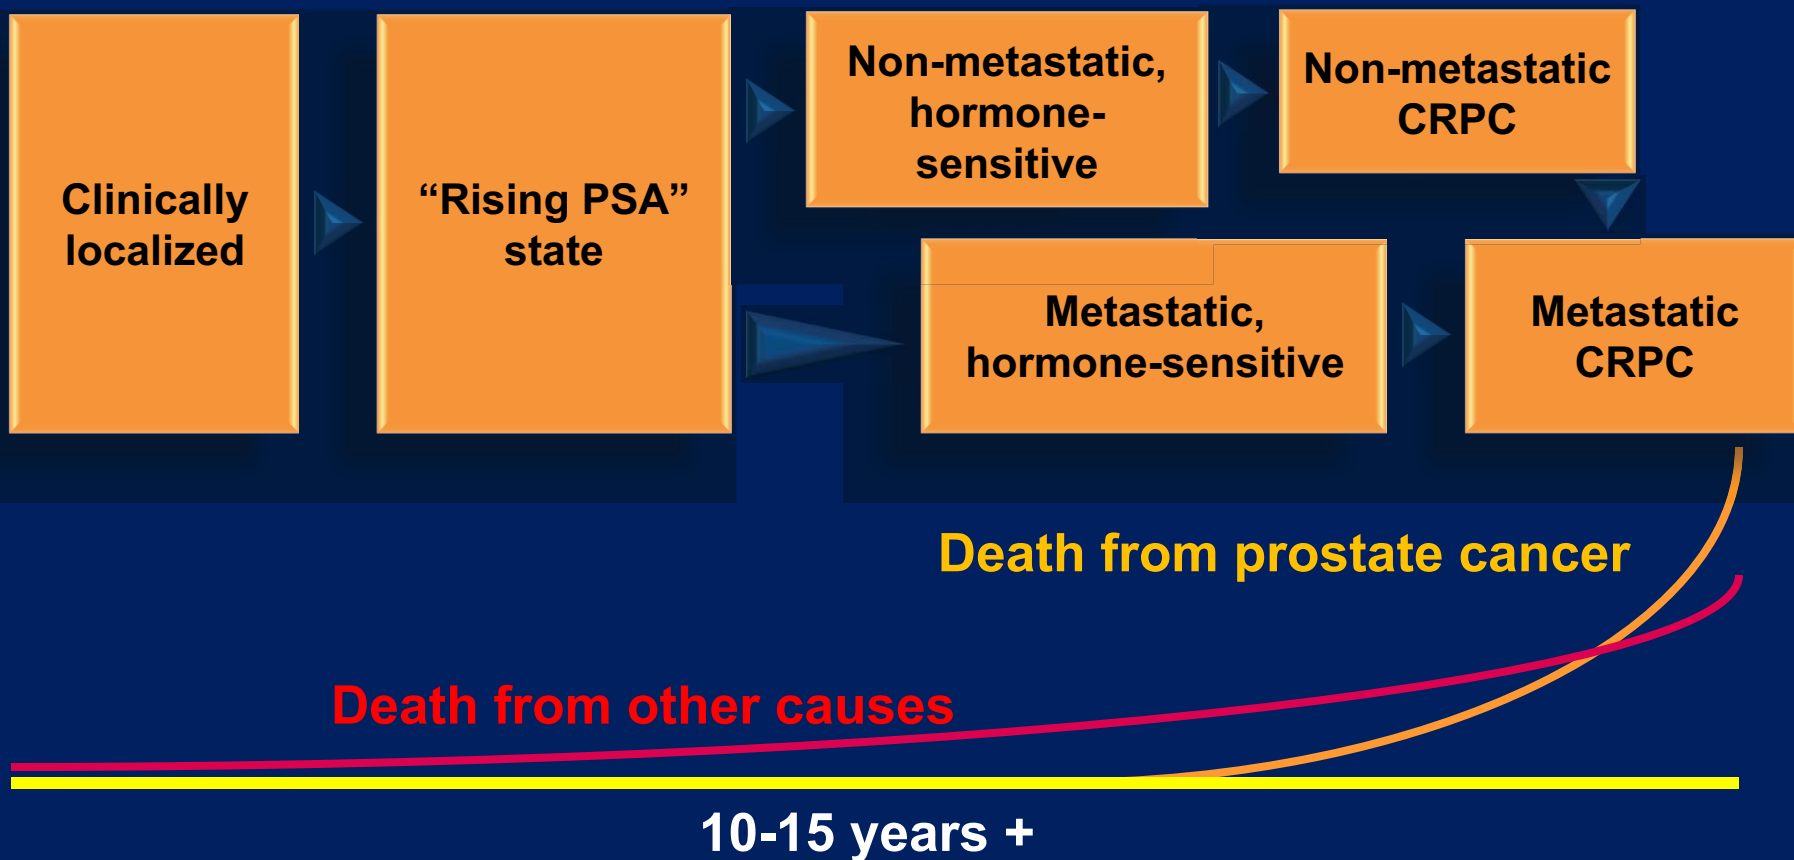 Clinically
localized
“Rising PSA”
state
Non-metastatic,
hormone-
sensitive
Non-metastatic
CRPC
Metastatic,
hormone-sensitive
Metastatic
CRPC
Death from prostate cancer
Death from other causes
10-15 years +